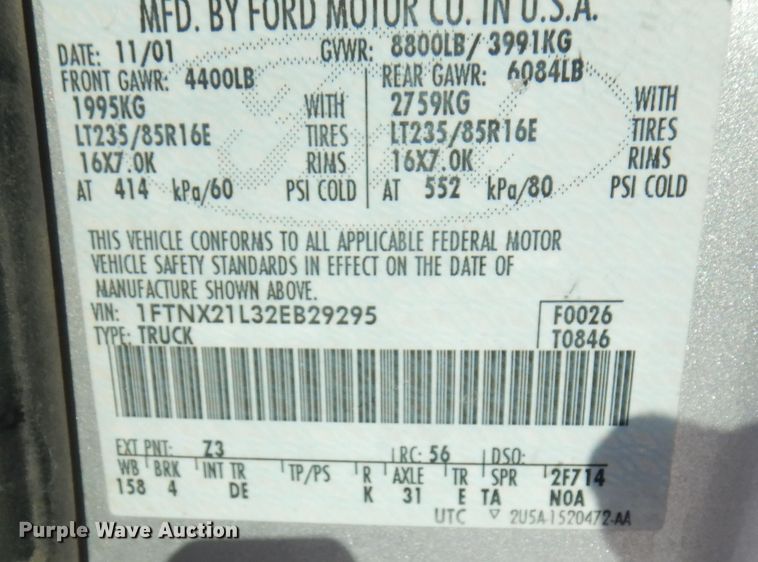 MFD. BY FORD MOTOR CO. IN U.S.A.
DATE: 11/01 GVWR: 8800LB/ 3991KG
FRONT GAWR: 4400LB REAR GAWR: 6084LB
1995KG WITH 2759KG WITH
LT235/85R16E TIRES LT235/85R16E TIRES
16X7.0K RIMS 16X7.0K RIMS
AT 414 kPa/60 PSI COLD AT 552 kPa/80 PSI COLD
THIS VEHICLE CONFORMS TO ALL APPLICABLE FEDERAL MOTOR
VEHICLE SAFETY STANDARDS IN EFFECT ON THE DATE OF
MANUFACTURE SHOWN ABOVE.
VIN: 1FTNX21L32EB29295 F0026
TYPE: TRUCK T0846
EXT PNT: Z3 RC: 56 DSO:
WB BRK INT TR TP/PS R AXLE TR SPR 2F714
158 4 DE K 31 E TA N0A
UTC ▽ 2U5A-1520472-AA
Purple Wave Auction